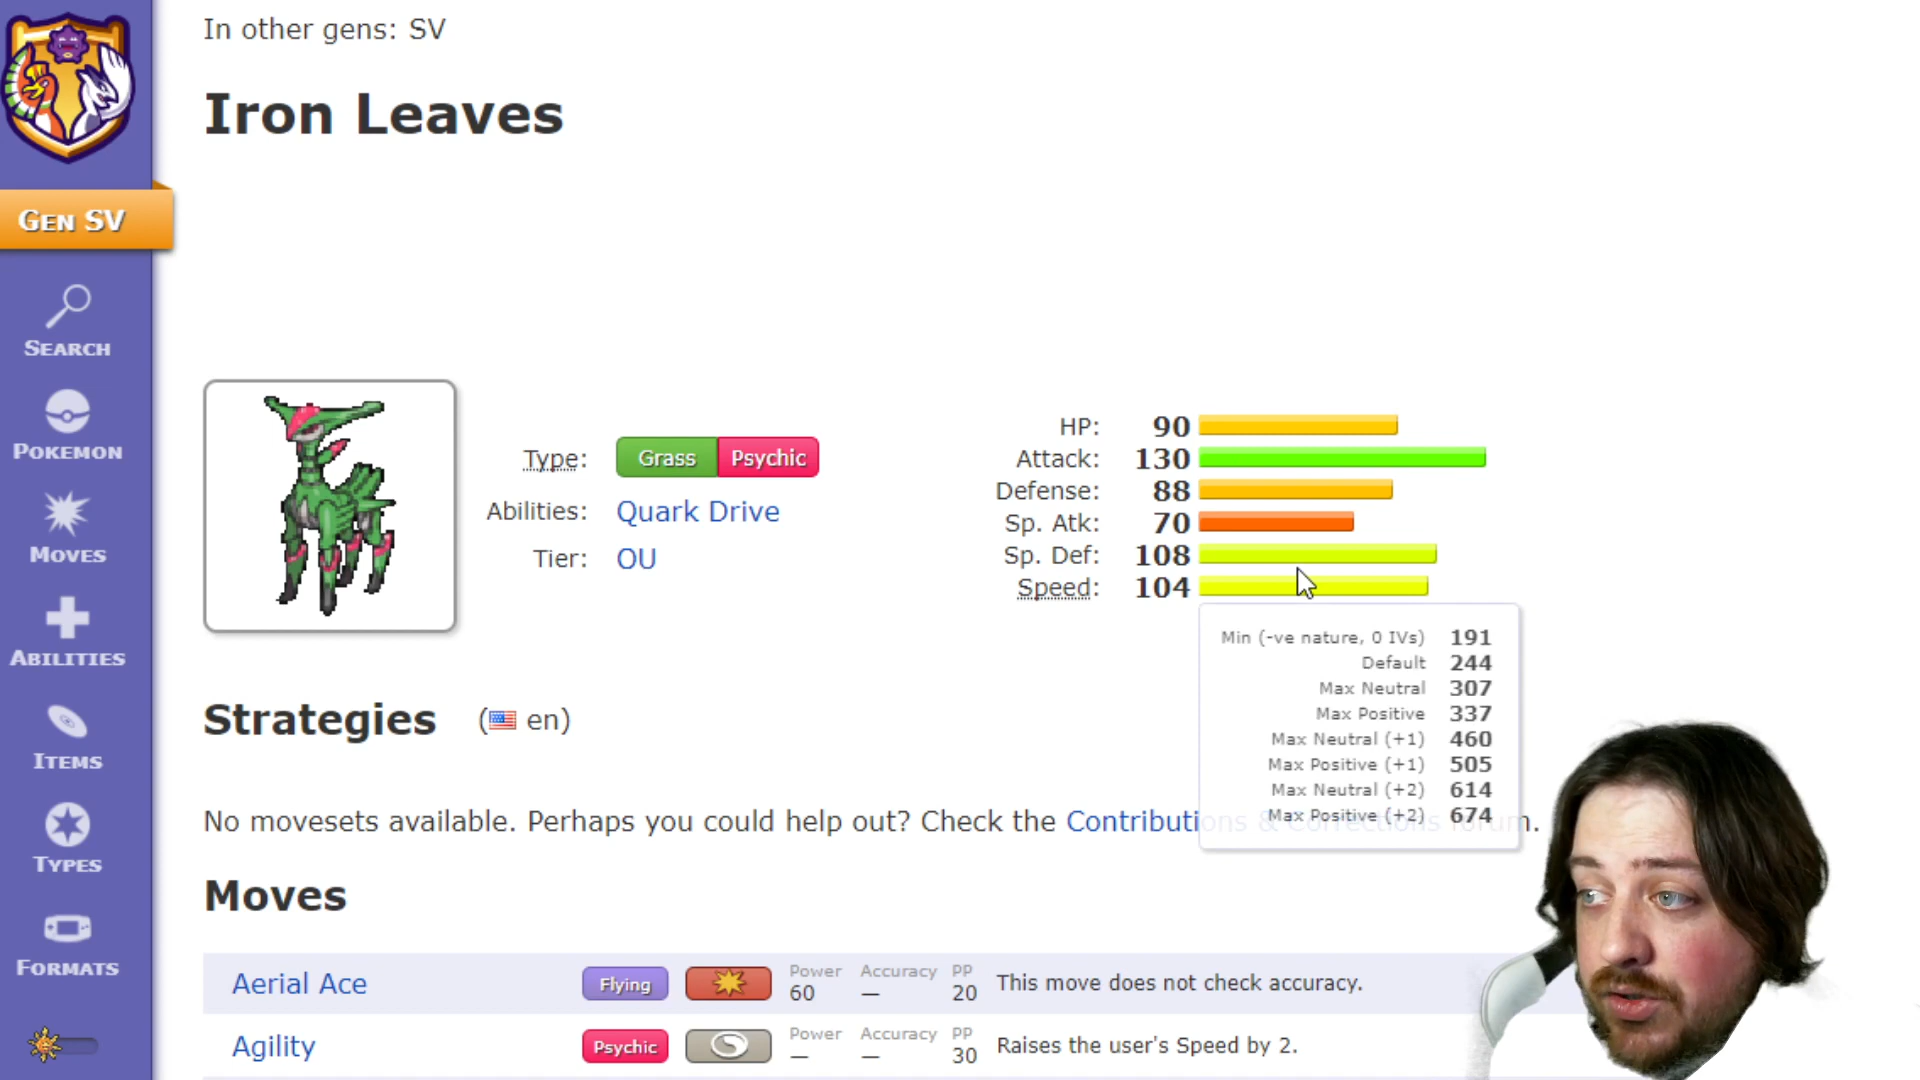 In other gens: SV
Iron Leaves
GEN SV
SEARCH
POKEMON
MOVES
ABILITIES
ITEMS
TYPES
FORMATS
Type: Grass Psychic
Abilities: Quark Drive
Tier: OU
HP: 90
Attack: 130
Defense: 88
Sp. Atk: 70
Sp. Def: 108
Speed: 104
Min (-ve nature, 0 IVs) 191
Default 244
Max Neutral 307
Max Positive 337
Max Neutral (+1) 460
Max Positive (+1) 505
Max Neutral (+2) 614
Max Positive (+2) 674
Strategies (en)
No movesets available. Perhaps you could help out? Check the Contributions & Corrections forum.
Moves
Aerial Ace Flying Power 60 Accuracy — PP 20 This move does not check accuracy.
Agility Psychic Power — Accuracy — PP 30 Raises the user's Speed by 2.